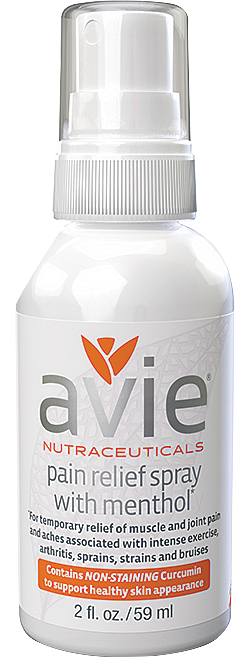 avie®
NUTRACEUTICALS
pain relief spray
with menthol*
*For temporary relief of muscle and joint pain
and aches associated with intense exercise,
arthritis, sprains, strains and bruises
Contains NON-STAINING Curcumin
to support healthy skin appearance
2 fl. oz./59 ml